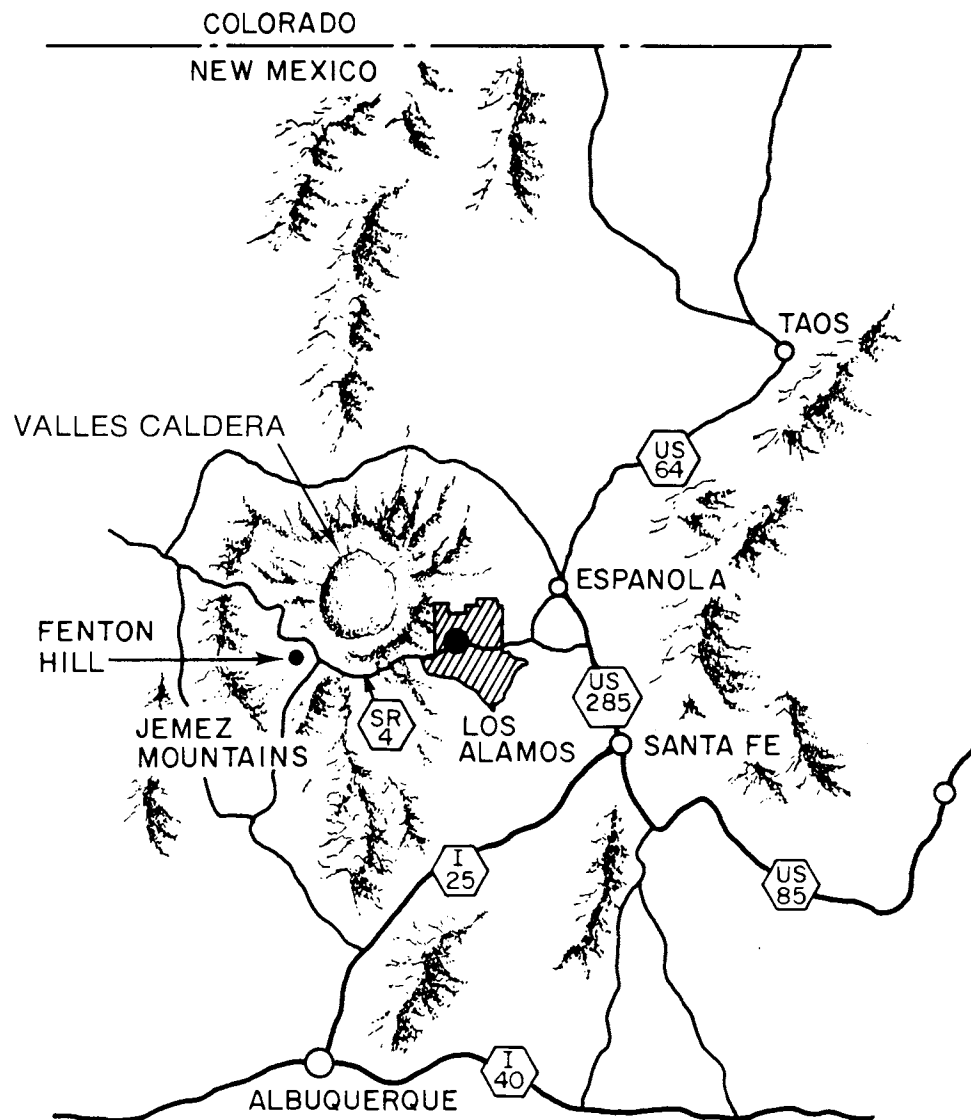 COLORADO
NEW MEXICO
TAOS
VALLES CALDERA
US
64
ESPANOLA
FENTON
HILL
US
285
SR
4
JEMEZ
MOUNTAINS
LOS
ALAMOS
SANTA FE
I
25
US
85
I
40
ALBUQUERQUE